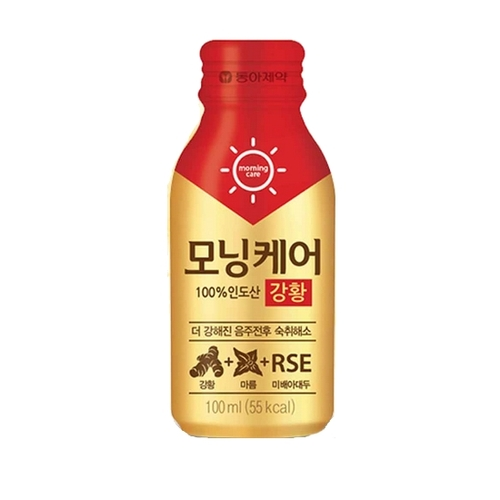 동아제약
morning
care
모닝케어
100%인도산 강황
더 강해진 음주전후 숙취해소
+ + RSE
강황 마름 미배아대두
100ml (55 kcal)